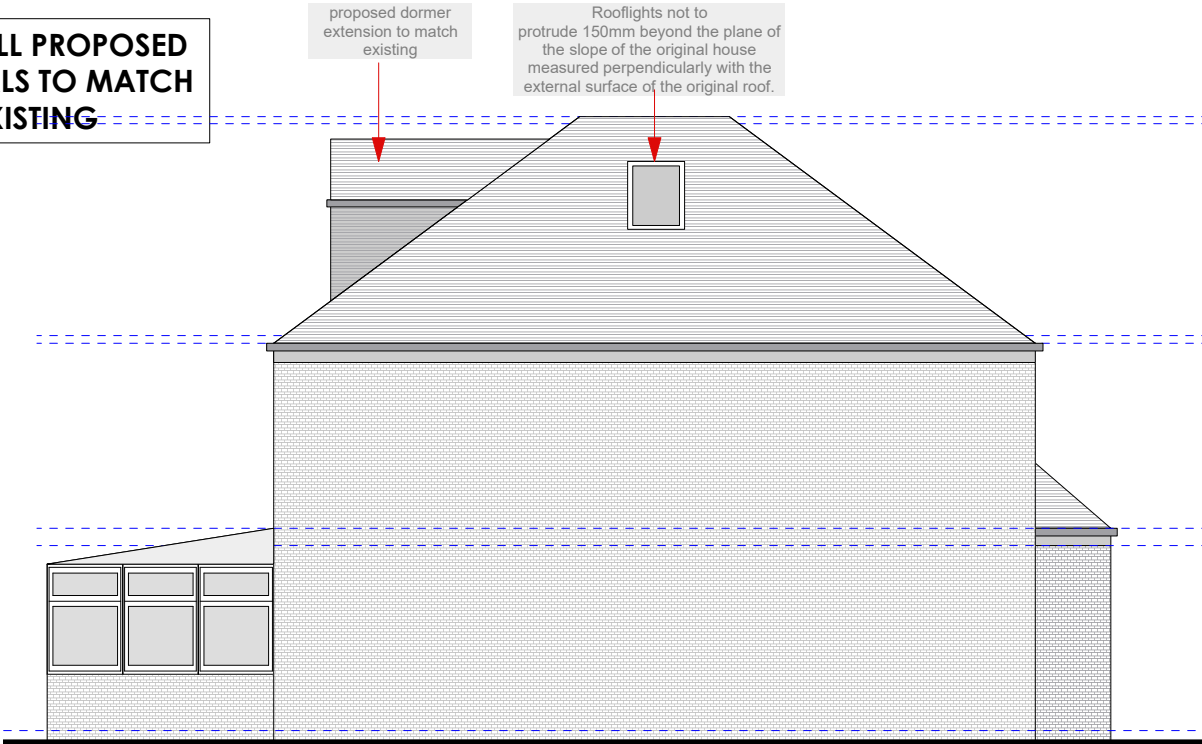 LL PROPOSED
LS TO MATCH
XISTING
proposed dormer
extension to match
existing
Rooflights not to
protrude 150mm beyond the plane of
the slope of the original house
measured perpendicularly with the
external surface of the original roof.